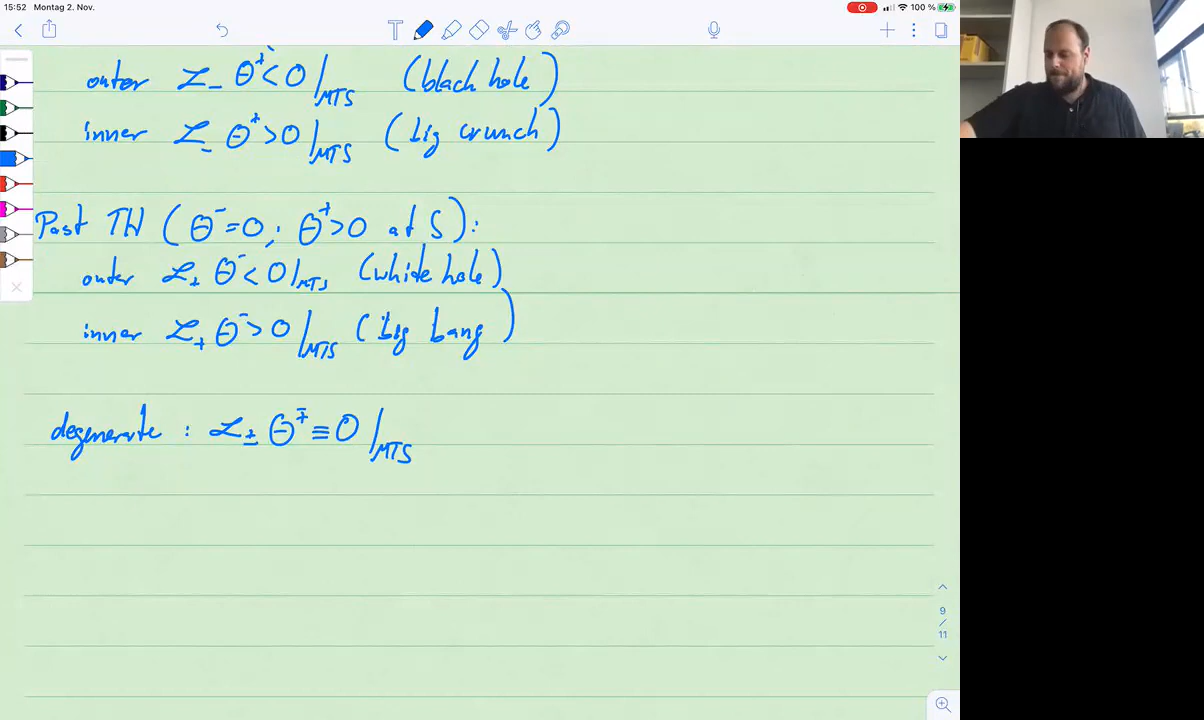 15:52 Montag 2. Nov.
100 %
outer ℒ₋ Θ⁺ < 0 |MTS (black hole)
inner ℒ₋ Θ⁺ > 0 |MTS (big crunch)
Past TH (Θ⁻ = 0, Θ⁺ > 0 at S):
outer ℒ₊ Θ⁻ < 0 |MTS (white hole)
inner ℒ₊ Θ⁻ > 0 |MTS (big bang)
degenerate : ℒ± Θ∓ ≡ 0 |MTS
9
/
11